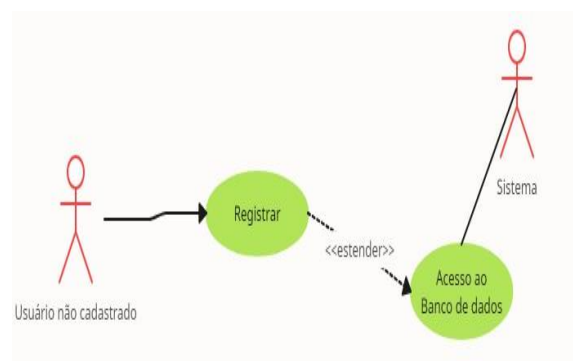 Sistema
Registrar
<<estender>>
Acesso ao
Banco de dados
Usuário não cadastrado